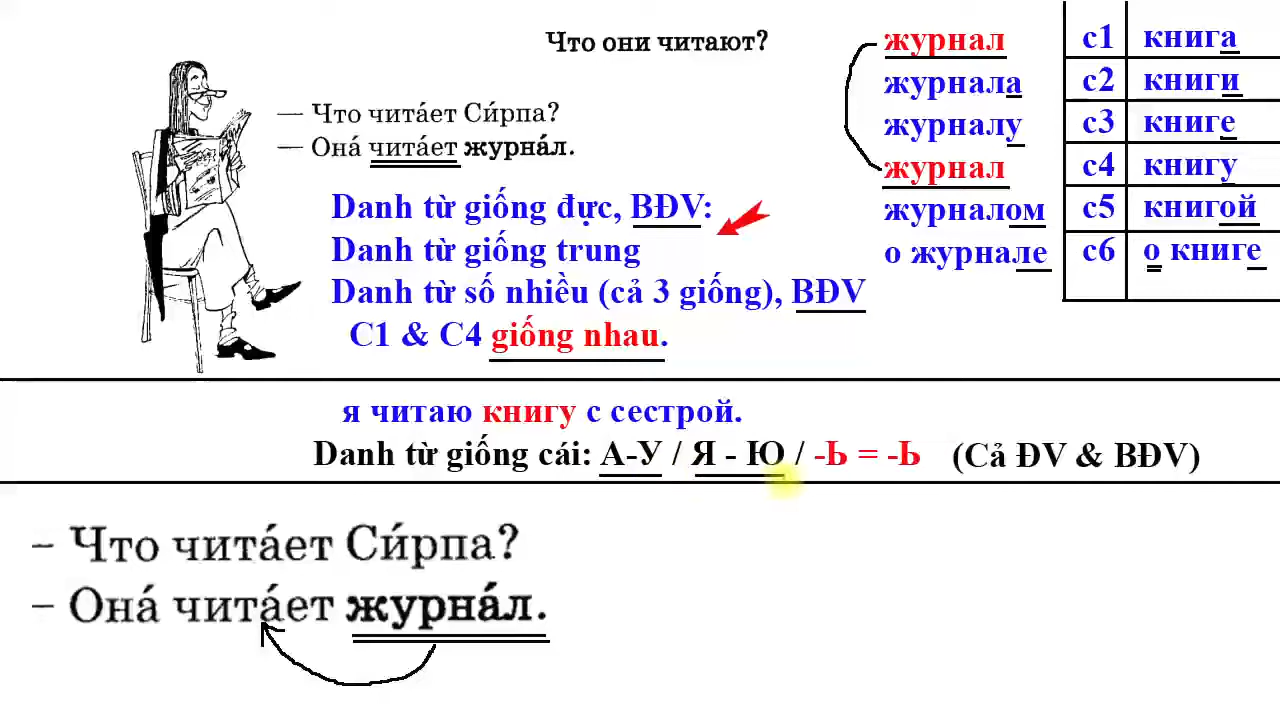 Что они читают?
— Что чита́ет Си́рпа?
— Она́ чита́ет журна́л.
Danh từ giống đực, BĐV:
Danh từ giống trung
Danh từ số nhiều (cả 3 giống), BĐV
C1 & C4 giống nhau.
журнал c1 книга
журнала c2 книги
журналу c3 книге
журнал c4 книгу
журналом c5 книгой
о журнале c6 о книге
я читаю книгу с сестрой.
Danh từ giống cái: А-У / Я - Ю / -Ь = -Ь (Cả ĐV & BĐV)
– Что чита́ет Си́рпа?
– Она́ чита́ет журна́л.